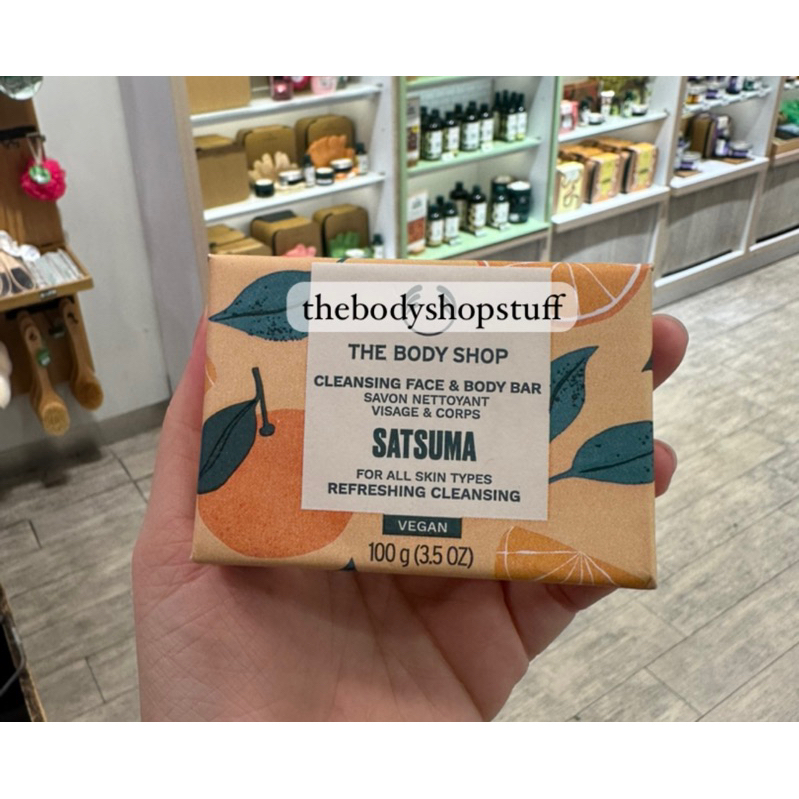 thebodyshopstuff
THE BODY SHOP
CLEANSING FACE & BODY BAR
SAVON NETTOYANT
VISAGE & CORPS
SATSUMA
FOR ALL SKIN TYPES
REFRESHING CLEANSING
VEGAN
100 g (3.5 OZ)